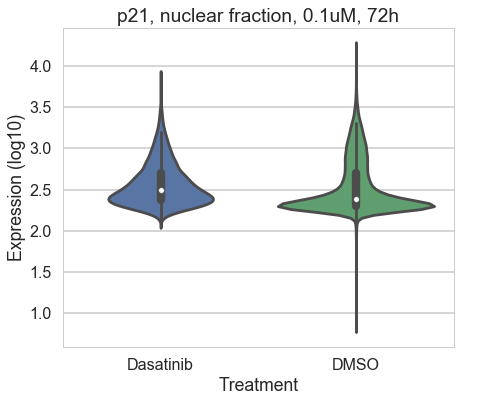 p21, nuclear fraction, 0.1uM, 72h
Expression (log10)
4.0
3.5
3.0
2.5
2.0
1.5
1.0
Dasatinib DMSO
Treatment